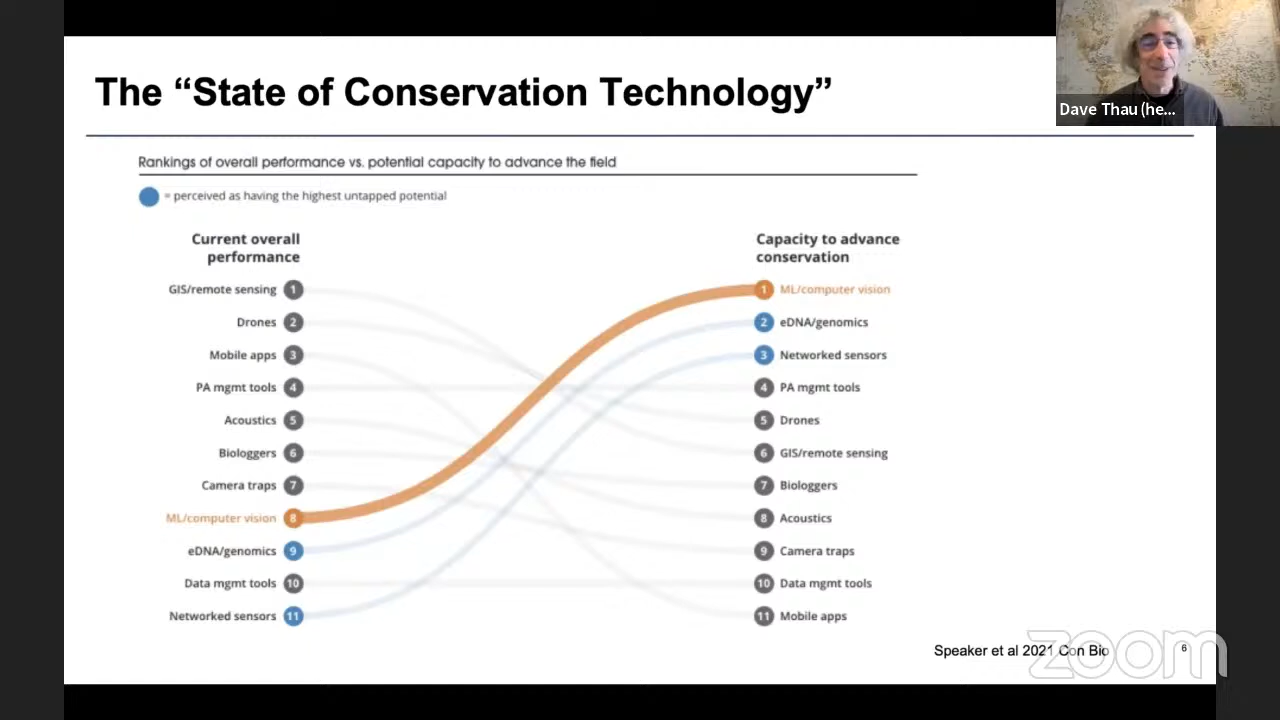 The “State of Conservation Technology”
Dave Thau (he...
Rankings of overall performance vs. potential capacity to advance the field
= perceived as having the highest untapped potential
Current overall
performance
GIS/remote sensing 1
Drones 2
Mobile apps 3
PA mgmt tools 4
Acoustics 5
Biologgers 6
Camera traps 7
ML/computer vision 8
eDNA/genomics 9
Data mgmt tools 10
Networked sensors 11
Capacity to advance
conservation
1 ML/computer vision
2 eDNA/genomics
3 Networked sensors
4 PA mgmt tools
5 Drones
6 GIS/remote sensing
7 Biologgers
8 Acoustics
9 Camera traps
10 Data mgmt tools
11 Mobile apps
Speaker et al 2021 Con Bio
6
zoom